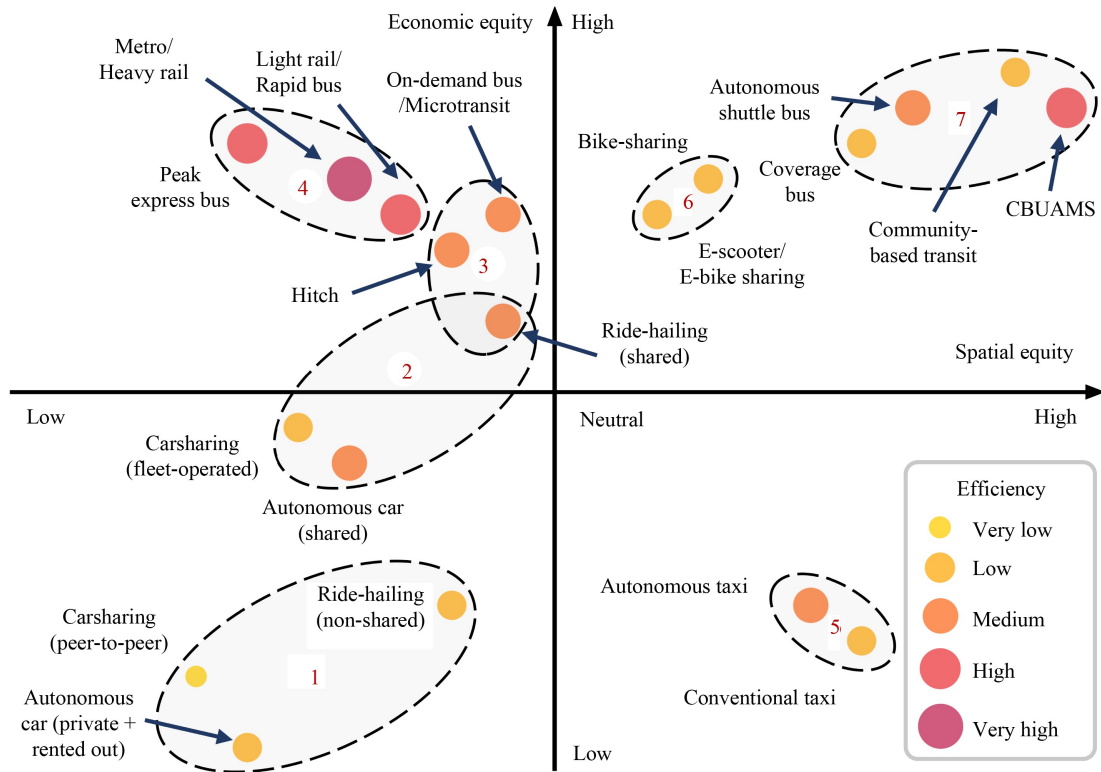 Economic equity
High
Metro/
Heavy rail
Light rail/
Rapid bus
On-demand bus
/Microtransit
Autonomous
shuttle bus
7
Bike-sharing
Peak
express bus
4
Coverage
bus
6
CBUAMS
Community-
based transit
E-scooter/
E-bike sharing
3
Hitch
Ride-hailing
(shared)
Spatial equity
2
Low
Neutral
High
Carsharing
(fleet-operated)
Autonomous car
(shared)
Efficiency
Very low
Low
Medium
High
Very high
Ride-hailing
(non-shared)
Carsharing
(peer-to-peer)
1
Autonomous
car (private +
rented out)
Autonomous taxi
5
Conventional taxi
Low